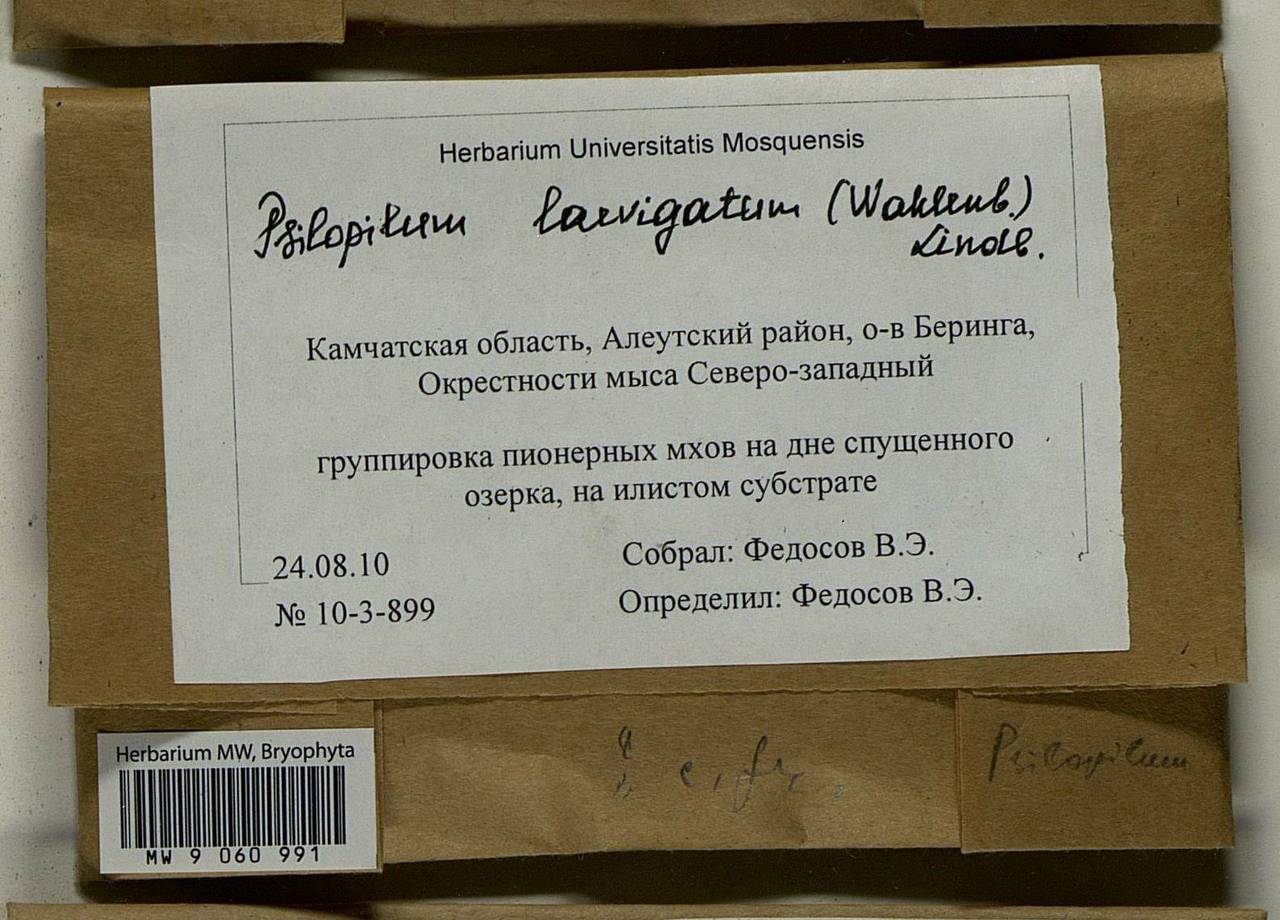 Herbarium Universitatis Mosquensis
Psilopilum laevigatum (Wahlenb.)
Lindb.
Камчатская область, Алеутский район, о-в Беринга,
Окрестности мыса Северо-западный
группировка пионерных мхов на дне спущенного
озерка, на илистом субстрате
24.08.10
Собрал: Федосов В.Э.
№ 10-3-899
Определил: Федосов В.Э.
Herbarium MW, Bryophyta
MW 9 060 991
c. fr.
Psilopilum